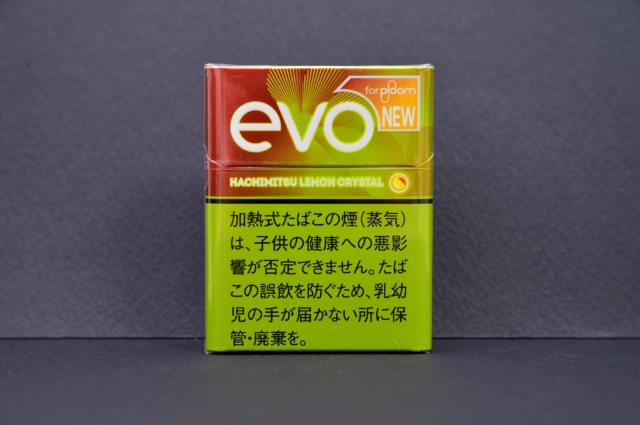 for ploom
evo NEW
HACHIMITSU LEMON CRYSTAL
加熱式たばこの煙（蒸気）
は、子供の健康への悪影
響が否定できません。たば
この誤飲を防ぐため、乳幼
児の手が届かない所に保
管・廃棄を。